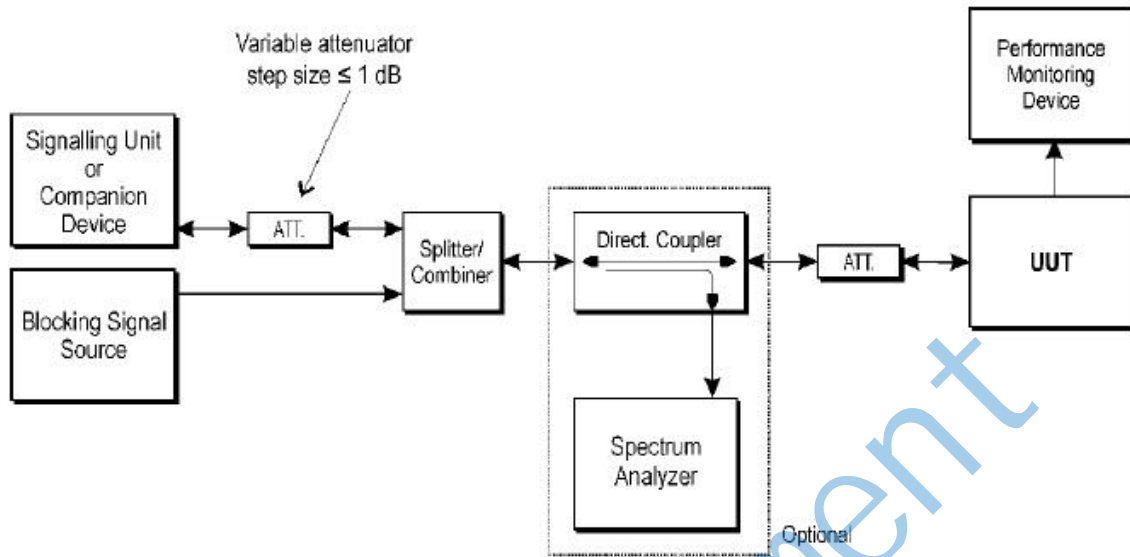 Variable attenuator
step size ≤ 1 dB
Signalling Unit
or
Companion
Device
ATT.
Blocking Signal
Source
Splitter/
Combiner
Direct. Coupler
Spectrum
Analyzer
Optional
ATT.
Performance
Monitoring
Device
UUT
ment